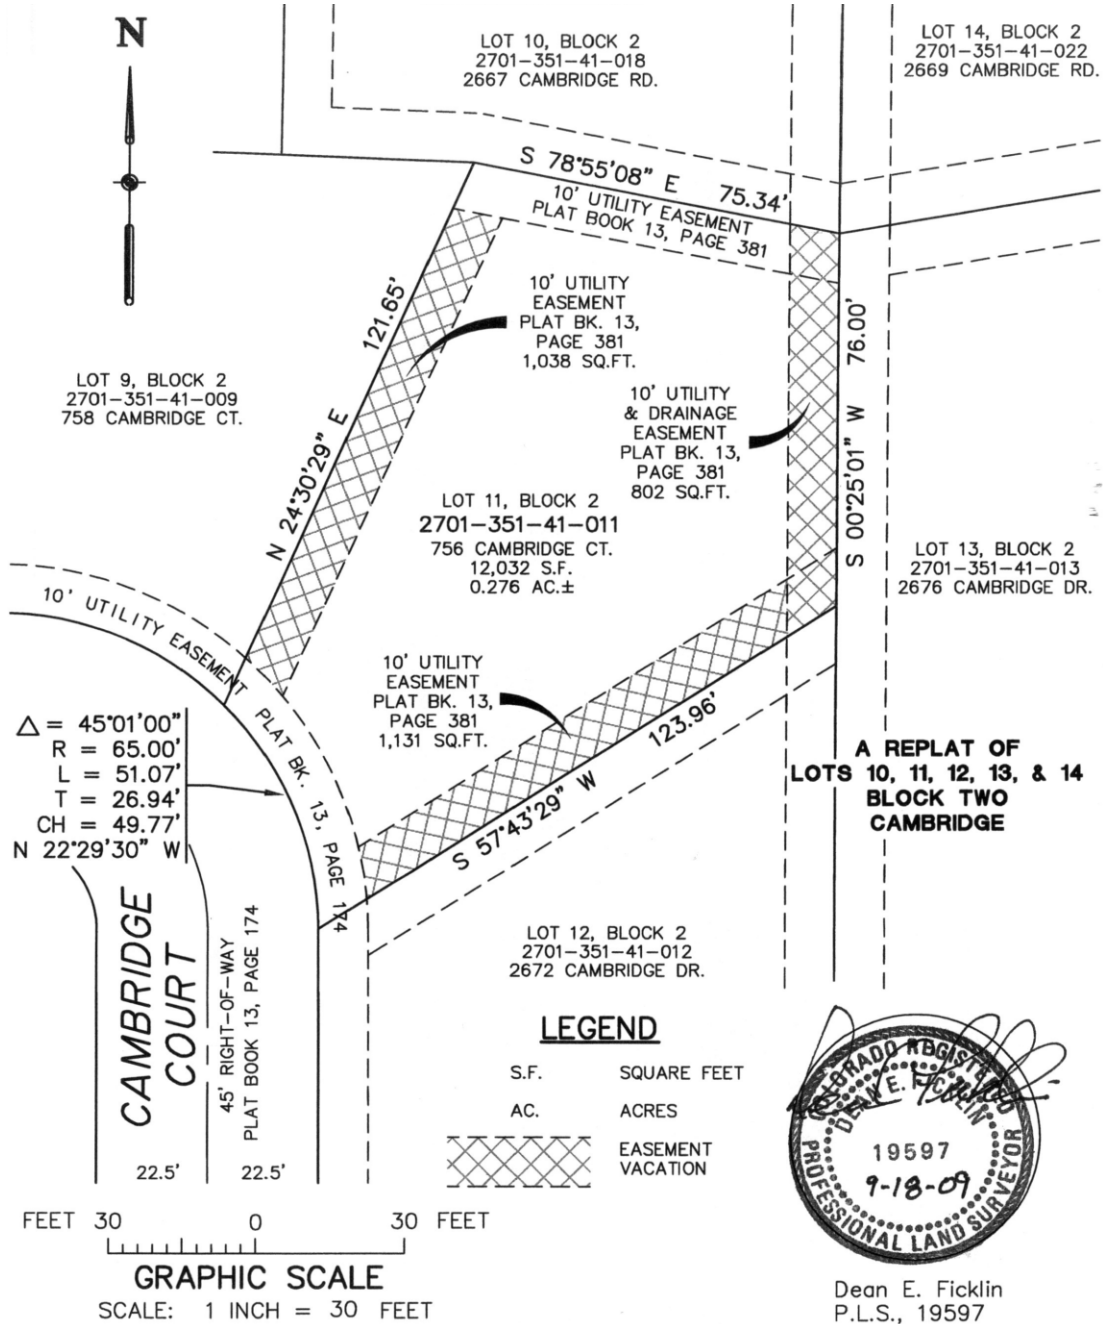 N
LOT 10, BLOCK 2
2701-351-41-018
2667 CAMBRIDGE RD.
LOT 14, BLOCK 2
2701-351-41-022
2669 CAMBRIDGE RD.
S 78°55'08" E 75.34'
10' UTILITY EASEMENT
PLAT BOOK 13, PAGE 381
121.65'
N 24°30'29" E
10' UTILITY
EASEMENT
PLAT BK. 13,
PAGE 381
1,038 SQ.FT.
76.00'
S 00°25'01" W
LOT 9, BLOCK 2
2701-351-41-009
758 CAMBRIDGE CT.
10' UTILITY
& DRAINAGE
EASEMENT
PLAT BK. 13,
PAGE 381
802 SQ.FT.
LOT 11, BLOCK 2
2701-351-41-011
756 CAMBRIDGE CT.
12,032 S.F.
0.276 AC.±
LOT 13, BLOCK 2
2701-351-41-013
2676 CAMBRIDGE DR.
10' UTILITY EASEMENT
PLAT BK. 13, PAGE 174
10' UTILITY
EASEMENT
PLAT BK. 13,
PAGE 381
1,131 SQ.FT.
123.96'
S 57°43'29" W
△ = 45°01'00"
R = 65.00'
L = 51.07'
T = 26.94'
CH = 49.77'
N 22°29'30" W
A REPLAT OF
LOTS 10, 11, 12, 13, & 14
BLOCK TWO
CAMBRIDGE
CAMBRIDGE
COURT
45' RIGHT-OF-WAY
PLAT BOOK 13, PAGE 174
22.5'
22.5'
LOT 12, BLOCK 2
2701-351-41-012
2672 CAMBRIDGE DR.
LEGEND
S.F. SQUARE FEET
AC. ACRES
EASEMENT
VACATION
COLORADO REGISTERED
DEAN E. FICKLIN
19597
9-18-09
PROFESSIONAL LAND SURVEYOR
FEET 30 0 30 FEET
GRAPHIC SCALE
SCALE: 1 INCH = 30 FEET
Dean E. Ficklin
P.L.S., 19597